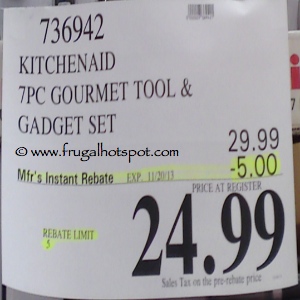 736942
KITCHENAID
7PC GOURMET TOOL &
GADGET SET
29.99
www.frugalhotspot.com
Mfr's Instant Rebate EXP. 11/20/13 -5.00
PRICE AT REGISTER
24.99
REBATE LIMIT
5
Sales Tax on the pre-rebate price